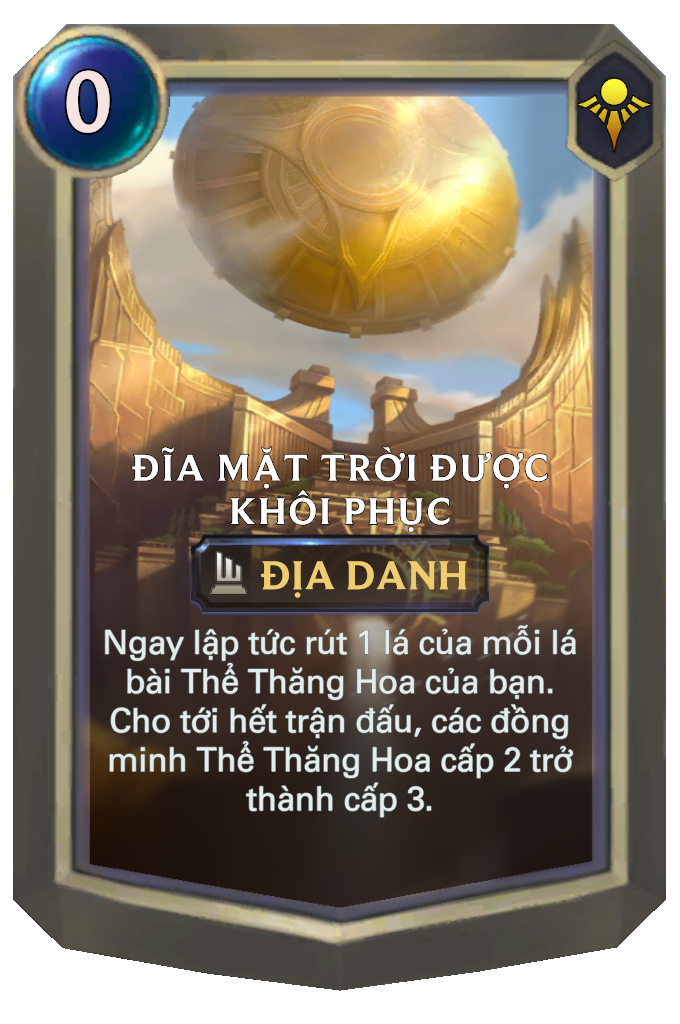 0
ĐĨA MẶT TRỜI ĐƯỢC
KHÔI PHỤC
ĐỊA DANH
Ngay lập tức rút 1 lá của mỗi lá
bài Thể Thăng Hoa của bạn.
Cho tới hết trận đấu, các đồng
minh Thể Thăng Hoa cấp 2 trở
thành cấp 3.